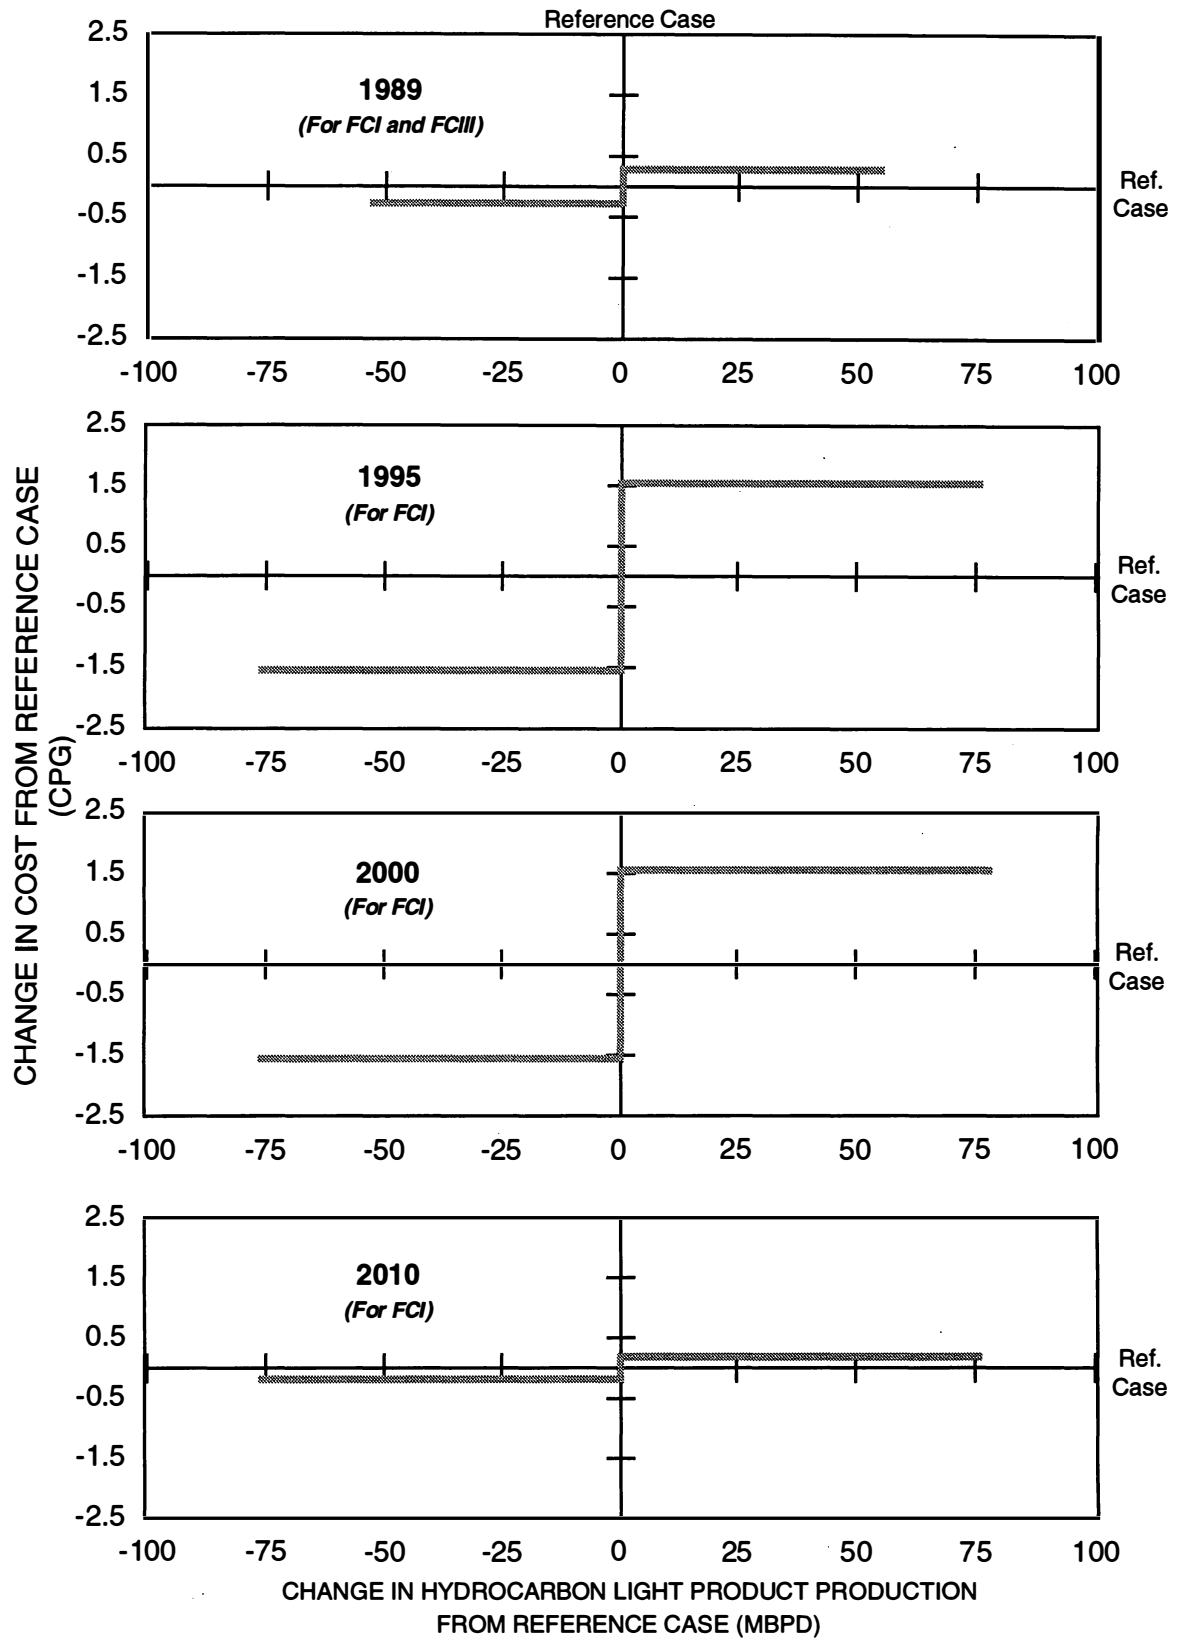 Reference Case
2.5
1.5
0.5
-0.5
-1.5
-2.5
1989
(For FCI and FCIII)
Ref.
Case
-100 -75 -50 -25 0 25 50 75 100
2.5
1.5
0.5
-0.5
-1.5
-2.5
1995
(For FCI)
Ref.
Case
-100 -75 -50 -25 0 25 50 75 100
CHANGE IN COST FROM REFERENCE CASE
(CPG)
2.5
1.5
0.5
-0.5
-1.5
-2.5
2000
(For FCI)
Ref.
Case
-100 -75 -50 -25 0 25 50 75 100
2.5
1.5
0.5
-0.5
-1.5
-2.5
2010
(For FCI)
Ref.
Case
-100 -75 -50 -25 0 25 50 75 100
CHANGE IN HYDROCARBON LIGHT PRODUCT PRODUCTION
FROM REFERENCE CASE (MBPD)